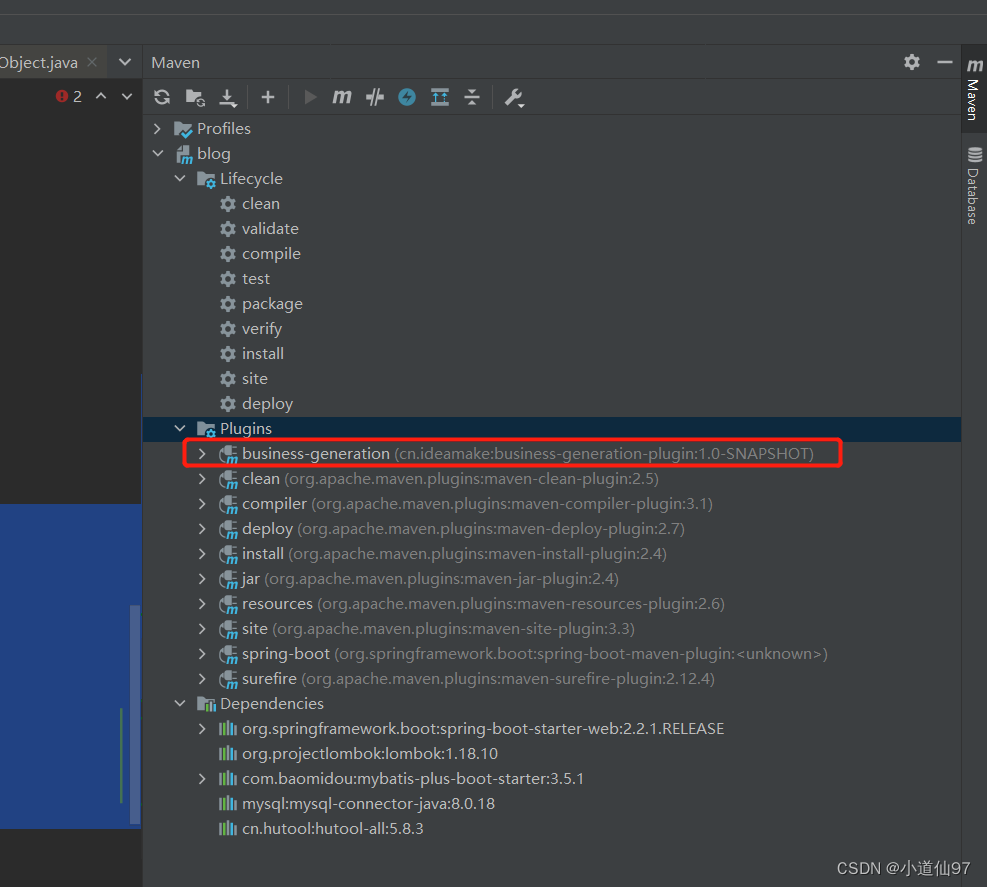 Object.java
Maven
2
m
Profiles
blog
Lifecycle
clean
validate
compile
test
package
verify
install
site
deploy
Plugins
business-generation (cn.ideamake:business-generation-plugin:1.0-SNAPSHOT)
clean (org.apache.maven.plugins:maven-clean-plugin:2.5)
compiler (org.apache.maven.plugins:maven-compiler-plugin:3.1)
deploy (org.apache.maven.plugins:maven-deploy-plugin:2.7)
install (org.apache.maven.plugins:maven-install-plugin:2.4)
jar (org.apache.maven.plugins:maven-jar-plugin:2.4)
resources (org.apache.maven.plugins:maven-resources-plugin:2.6)
site (org.apache.maven.plugins:maven-site-plugin:3.3)
spring-boot (org.springframework.boot:spring-boot-maven-plugin:<unknown>)
surefire (org.apache.maven.plugins:maven-surefire-plugin:2.12.4)
Dependencies
org.springframework.boot:spring-boot-starter-web:2.2.1.RELEASE
org.projectlombok:lombok:1.18.10
com.baomidou:mybatis-plus-boot-starter:3.5.1
mysql:mysql-connector-java:8.0.18
cn.hutool:hutool-all:5.8.3
m
Maven
Database
CSDN @小道仙97